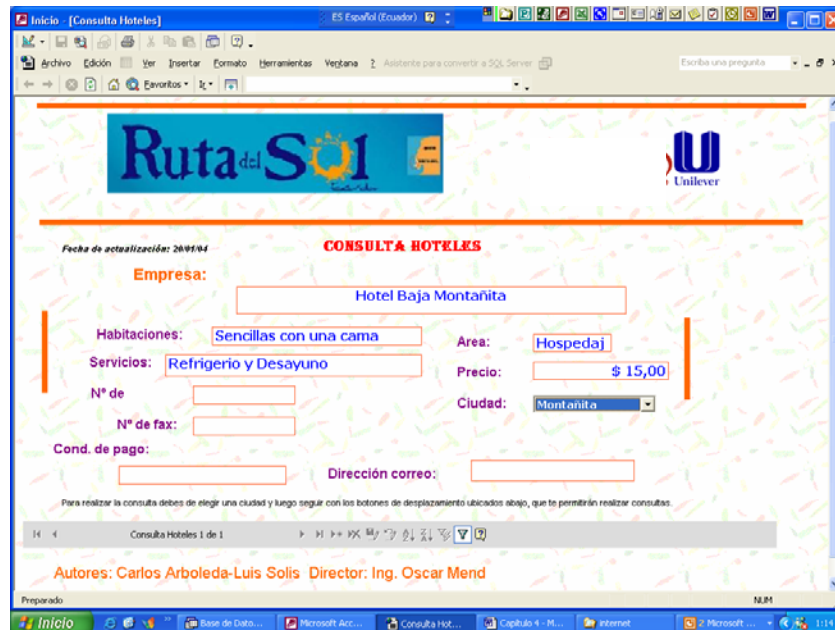 Inicio - [Consulta Hoteles]
ES Español (Ecuador)
Archivo Edición Ver Insertar Formato Herramientas Ventana ? Asistente para convertir a SQL Server
Escriba una pregunta
Favoritos
Ruta del Sol
Unilever
Fecha de actualización: 20/01/04
CONSULTA HOTELES
Empresa:
Hotel Baja Montañita
Habitaciones: Sencillas con una cama
Area: Hospedaj
Servicios: Refrigerio y Desayuno
Precio: $ 15,00
Nº de
Ciudad: Montañita
Nº de fax:
Cond. de pago:
Dirección correo:
Para realizar la consulta debes de elegir una ciudad y luego seguir con los botones de desplazamiento ubicados abajo, que te permitirán realizar consultas.
Consulta Hoteles 1 de 1
Autores: Carlos Arboleda-Luis Solis Director: Ing. Oscar Mend
Preparado
NUM
Inicio
Base de Dato...
Microsoft Acc...
Consulta Hot...
Capitulo 4 - M...
internet
2 Microsoft ...